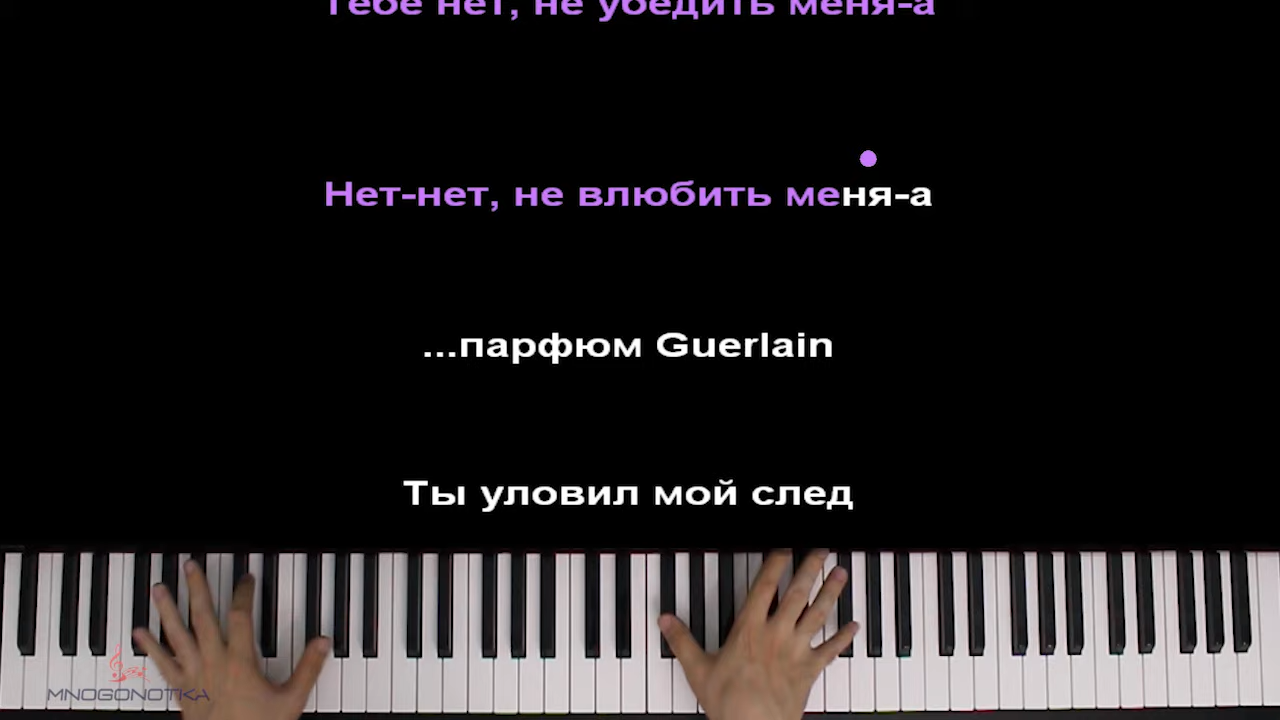 Тебе нет, не убедить меня-а
Нет-нет, не влюбить меня-а
...парфюм Guerlain
Ты уловил мой след
MNOGONOTKA